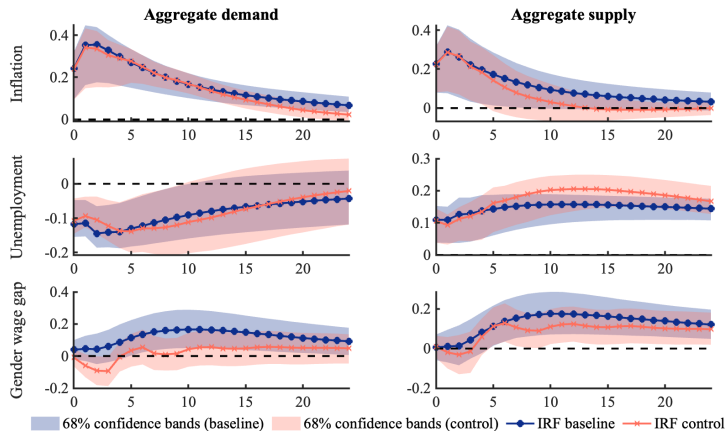 Aggregate demand
Aggregate supply
Inflation
0.4
0.2
0
0 5 10 15 20
0.4
0.2
0
0 5 10 15 20
Unemployment
0
-0.1
-0.2
0 5 10 15 20
0.3
0.2
0.1
0
0 5 10 15 20
Gender wage gap
0.4
0.2
0
-0.2
0 5 10 15 20
0.2
0
-0.2
0 5 10 15 20
68% confidence bands (baseline) 68% confidence bands (control) IRF baseline IRF control